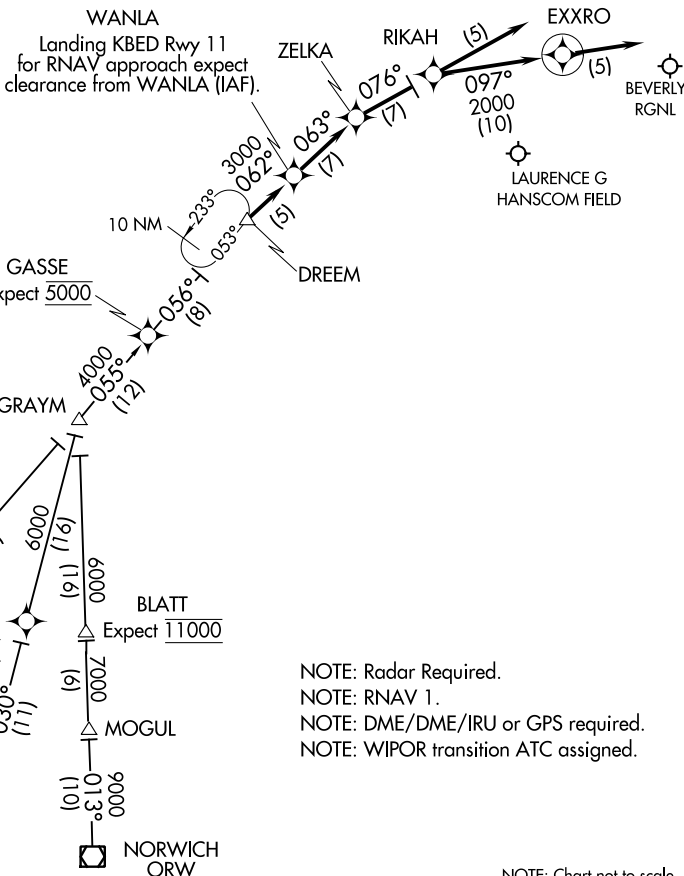 WANLA
Landing KBED Rwy 11
for RNAV approach expect
clearance from WANLA (IAF).
ZELKA
RIKAH
(5)
EXXRO
(5)
BEVERLY
RGNL
076°
(7)
097°
2000
(10)
LAURENCE G
HANSCOM FIELD
063°
(7)
3000
062°
(5)
233°
053°
10 NM
DREEM
GASSE
Expect 5000
056°
(8)
4000
055°
(12)
GRAYM
6000
(16)
6000
(16)
BLATT
Expect 11000
7000
(6)
MOGUL
030°
(11)
9000
013°
(10)
NORWICH
ORW
NOTE: Radar Required.
NOTE: RNAV 1.
NOTE: DME/DME/IRU or GPS required.
NOTE: WIPOR transition ATC assigned.
NOTE: Chart not to scale